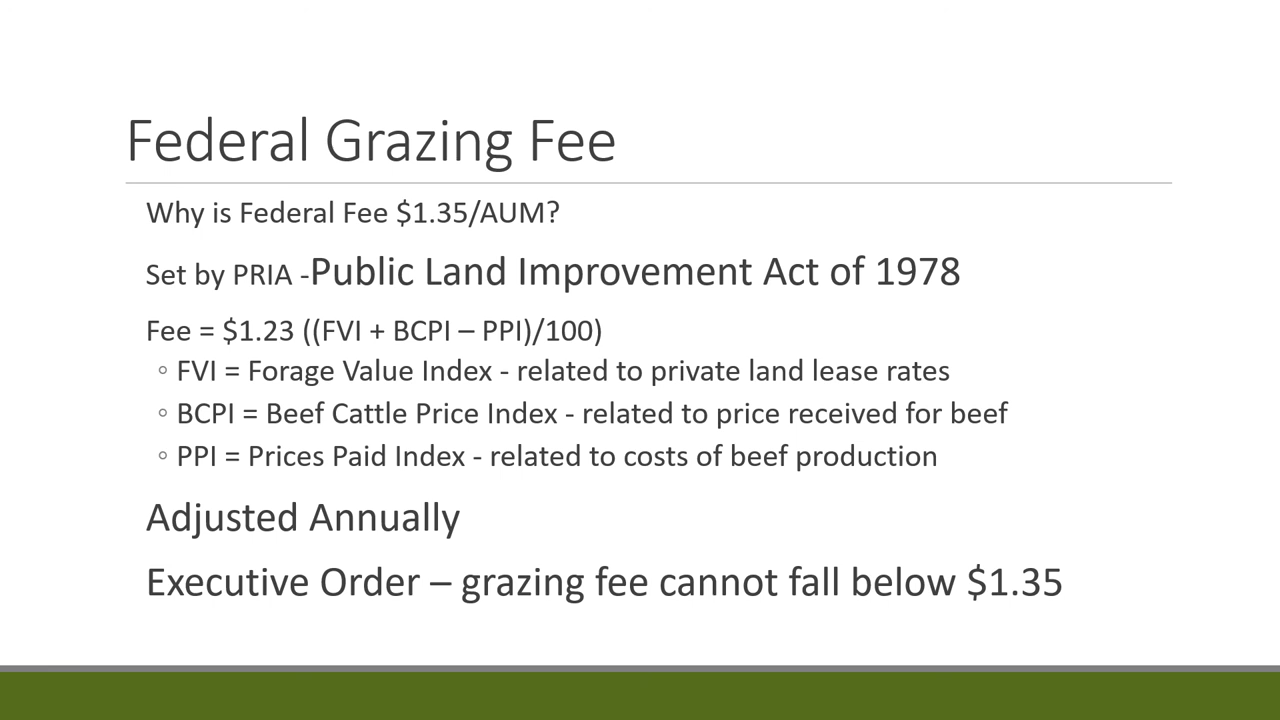 Federal Grazing Fee
Why is Federal Fee $1.35/AUM?
Set by PRIA -Public Land Improvement Act of 1978
Fee = $1.23 ((FVI + BCPI – PPI)/100)
◦ FVI = Forage Value Index - related to private land lease rates
◦ BCPI = Beef Cattle Price Index - related to price received for beef
◦ PPI = Prices Paid Index - related to costs of beef production
Adjusted Annually
Executive Order – grazing fee cannot fall below $1.35